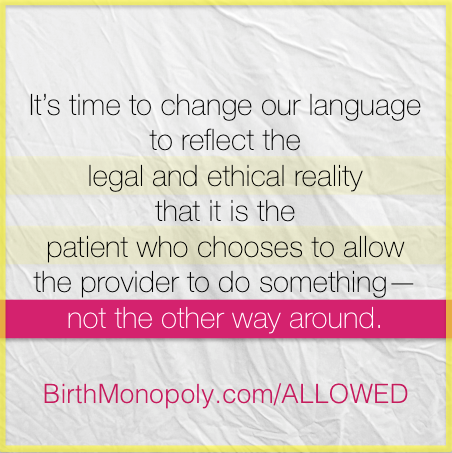 It's time to change our language
to reflect the
legal and ethical reality
that it is the
patient who chooses to allow
the provider to do something—
not the other way around.
BirthMonopoly.com/ALLOWED